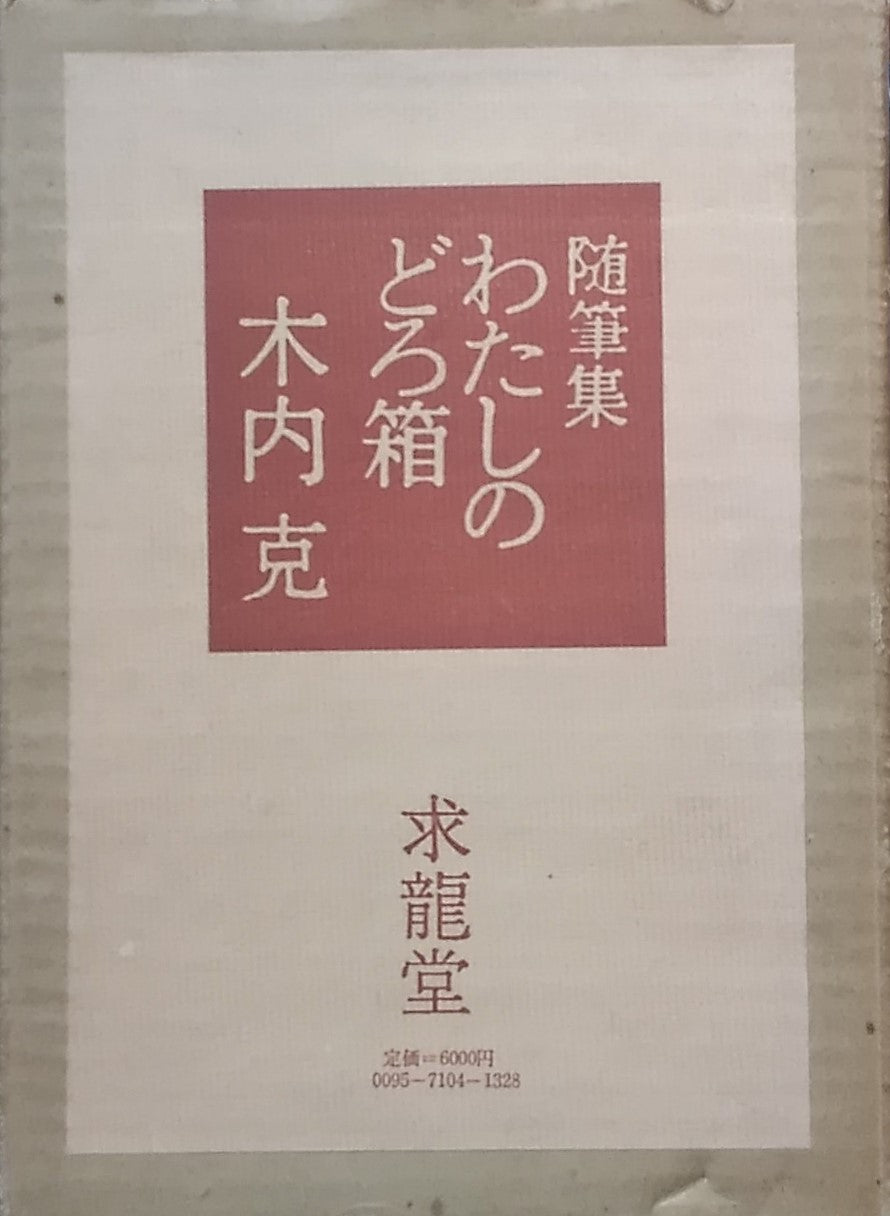 随筆集
わたしの
どろ箱
木内克
求龍堂
定価=6000円
0095-7104-1328